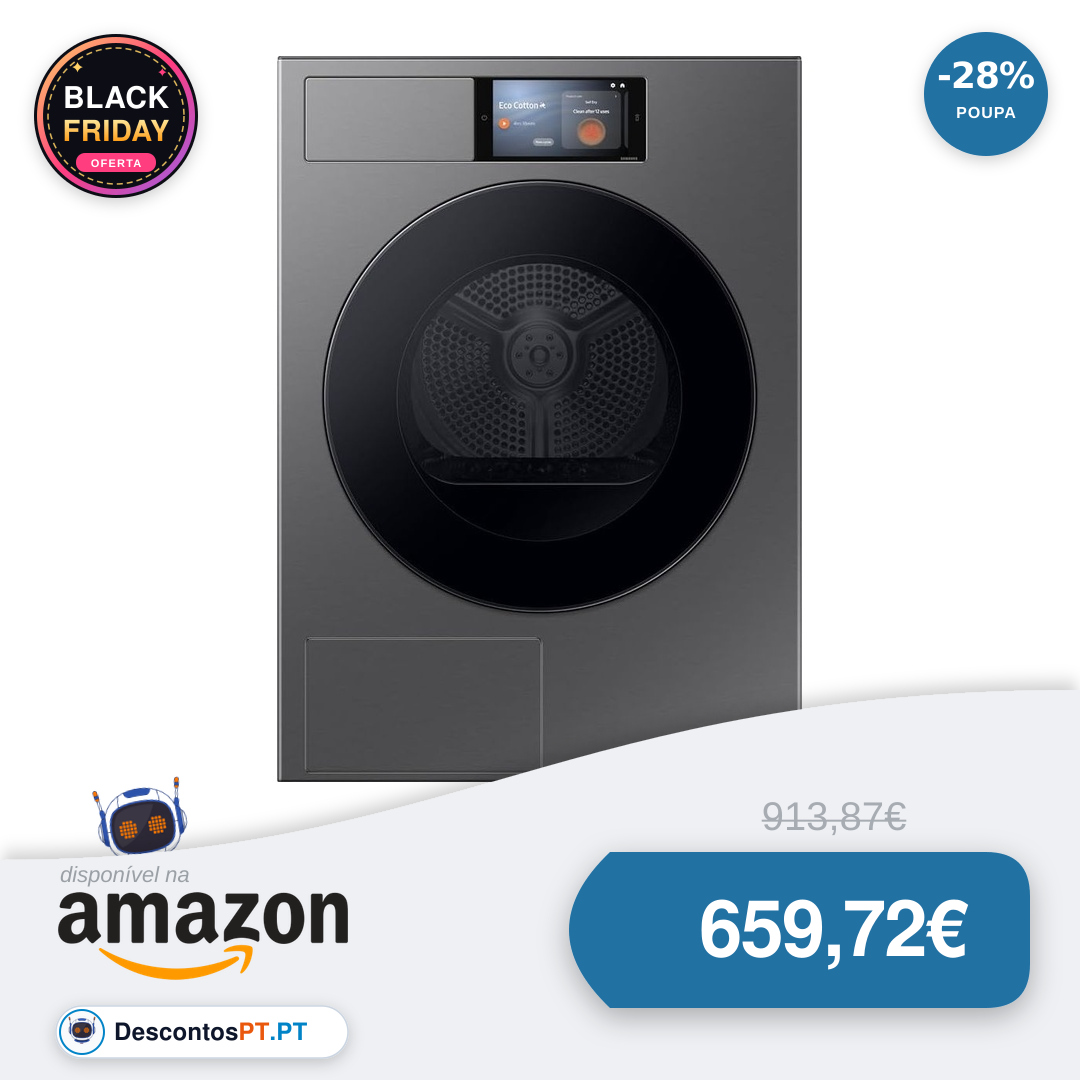 BLACK
FRIDAY
OFERTA
-28%
POUPA
Eco Cotton
Clean after 12 uses
913,87€
659,72€
disponível na
amazon
DescontosPT.PT